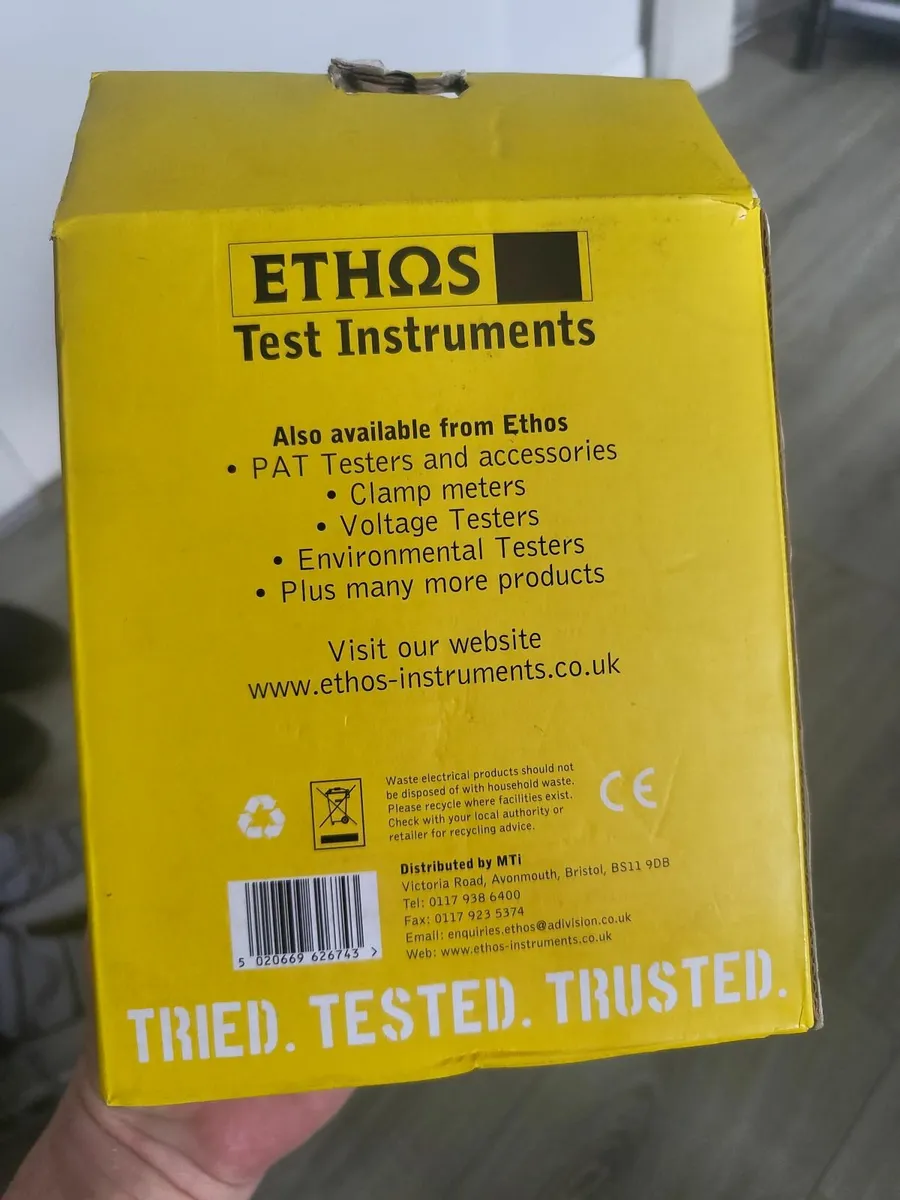 ETHΩS
Test Instruments
Also available from Ethos
• PAT Testers and accessories
• Clamp meters
• Voltage Testers
• Environmental Testers
• Plus many more products
Visit our website
www.ethos-instruments.co.uk
Waste electrical products should not
be disposed of with household waste.
Please recycle where facilities exist.
Check with your local authority or
retailer for recycling advice.
CE
Distributed by MTi
Victoria Road, Avonmouth, Bristol, BS11 9DB
Tel: 0117 938 6400
Fax: 0117 923 5374
Email: enquiries.ethos@adivision.co.uk
Web: www.ethos-instruments.co.uk
5 020669 626743 >
TRIED. TESTED. TRUSTED.